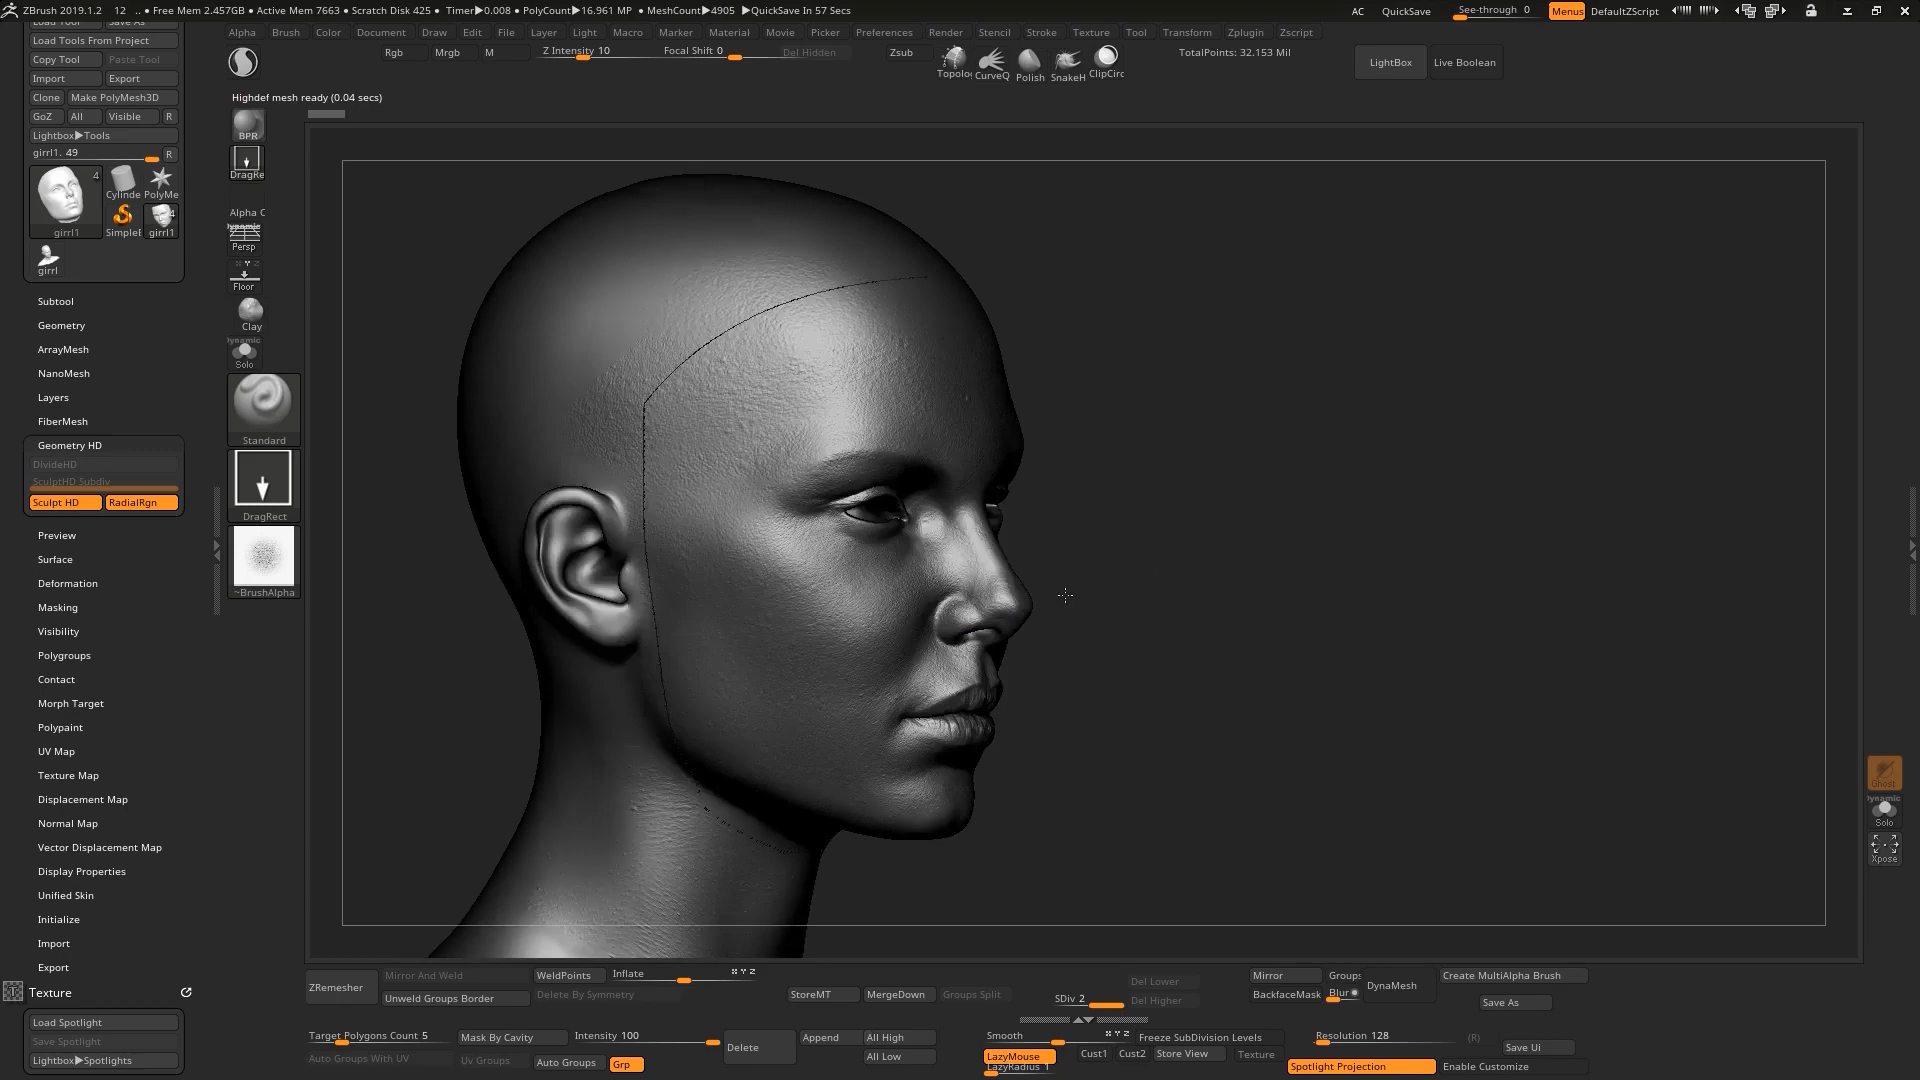 ZBrush 2019.1.2 12 .. • Free Mem 2.457GB • Active Mem 7663 • Scratch Disk 425 • Timer▶0.008 • PolyCount▶16.961 MP • MeshCount▶4905 ▶QuickSave In 57 Secs AC QuickSave See-through 0 Menus DefaultZScript
Load Tool Save As
Alpha Brush Color Document Draw Edit File Layer Light Macro Marker Material Movie Picker Preferences Render Stencil Stroke Texture Tool Transform Zplugin Zscript
Load Tools From Project
Copy Tool Paste Tool
Rgb Mrgb M Z Intensity 10 Focal Shift 0 Del Hidden Zsub TotalPoints: 32.153 Mil LightBox Live Boolean
CurveQ Polish SnakeH ClipCirc
Import Export
Clone Make PolyMesh3D
Highdef mesh ready (0.04 secs)
GoZ All Visible R
Lightbox▶Tools
BPR
girrl1. 49 R
4
DragRe
Cylinde PolyMe
4
girrl1 SimpleB girrl1
girrl
Alpha C
Dynamic
Persp
X Y Z
Floor
Clay
Dynamic
Solo
Standard
DragRect
~BrushAlpha
Subtool
Geometry
ArrayMesh
NanoMesh
Layers
FiberMesh
Geometry HD
DivideHD
SculptHD Subdiv
Sculpt HD RadialRgn
Preview
Surface
Deformation
Masking
Visibility
Polygroups
Contact
Morph Target
Polypaint
UV Map
Texture Map
Displacement Map
Normal Map
Vector Displacement Map
Display Properties
Unified Skin
Initialize
Import
Export
Texture
Load Spotlight
Save Spotlight
Lightbox▶Spotlights
Ghost
Dynamic
Solo
Xpose
ZRemesher Mirror And Weld WeldPoints Inflate X Y Z
Unweld Groups Border Delete By Symmetry StoreMT MergeDown Groups Split SDiv 2 Del Lower
Del Higher
Mirror Groups Create MultiAlpha Brush
BackfaceMask Blur DynaMesh Save As
Target Polygons Count 5 Mask By Cavity Intensity 100 Delete Append All High Smooth X Y Z Freeze SubDivision Levels Resolution 128 (R) Save Ui
Auto Groups With UV Uv Groups Auto Groups Grp All Low LazyMouse Cust1 Cust2 Store View Texture
LazyRadius 1 Spotlight Projection Enable Customize